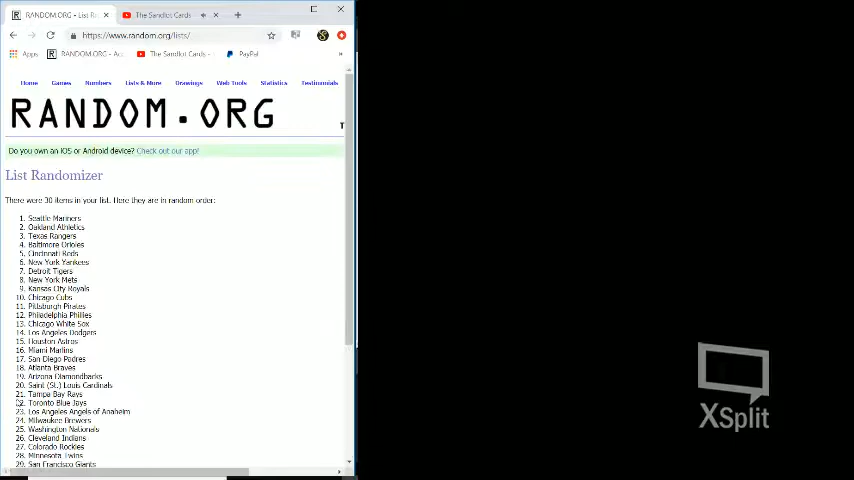 RANDOM.ORG - List R
The Sandlot Cards
https://www.random.org/lists/
Apps RANDOM.ORG - Ac The Sandlot Cards - PayPal »
Home Games Numbers Lists & More Drawings Web Tools Statistics Testimonials
RANDOM.ORG
Do you own an iOS or Android device? Check out our app!
List Randomizer
There were 30 items in your list. Here they are in random order:
1. Seattle Mariners
2. Oakland Athletics
3. Texas Rangers
4. Baltimore Orioles
5. Cincinnati Reds
6. New York Yankees
7. Detroit Tigers
8. New York Mets
9. Kansas City Royals
10. Chicago Cubs
11. Pittsburgh Pirates
12. Philadelphia Phillies
13. Chicago White Sox
14. Los Angeles Dodgers
15. Houston Astros
16. Miami Marlins
17. San Diego Padres
18. Atlanta Braves
19. Arizona Diamondbacks
20. Saint (St.) Louis Cardinals
21. Tampa Bay Rays
22. Toronto Blue Jays
23. Los Angeles Angels of Anaheim
24. Milwaukee Brewers
25. Washington Nationals
26. Cleveland Indians
27. Colorado Rockies
28. Minnesota Twins
29. San Francisco Giants
XSplit